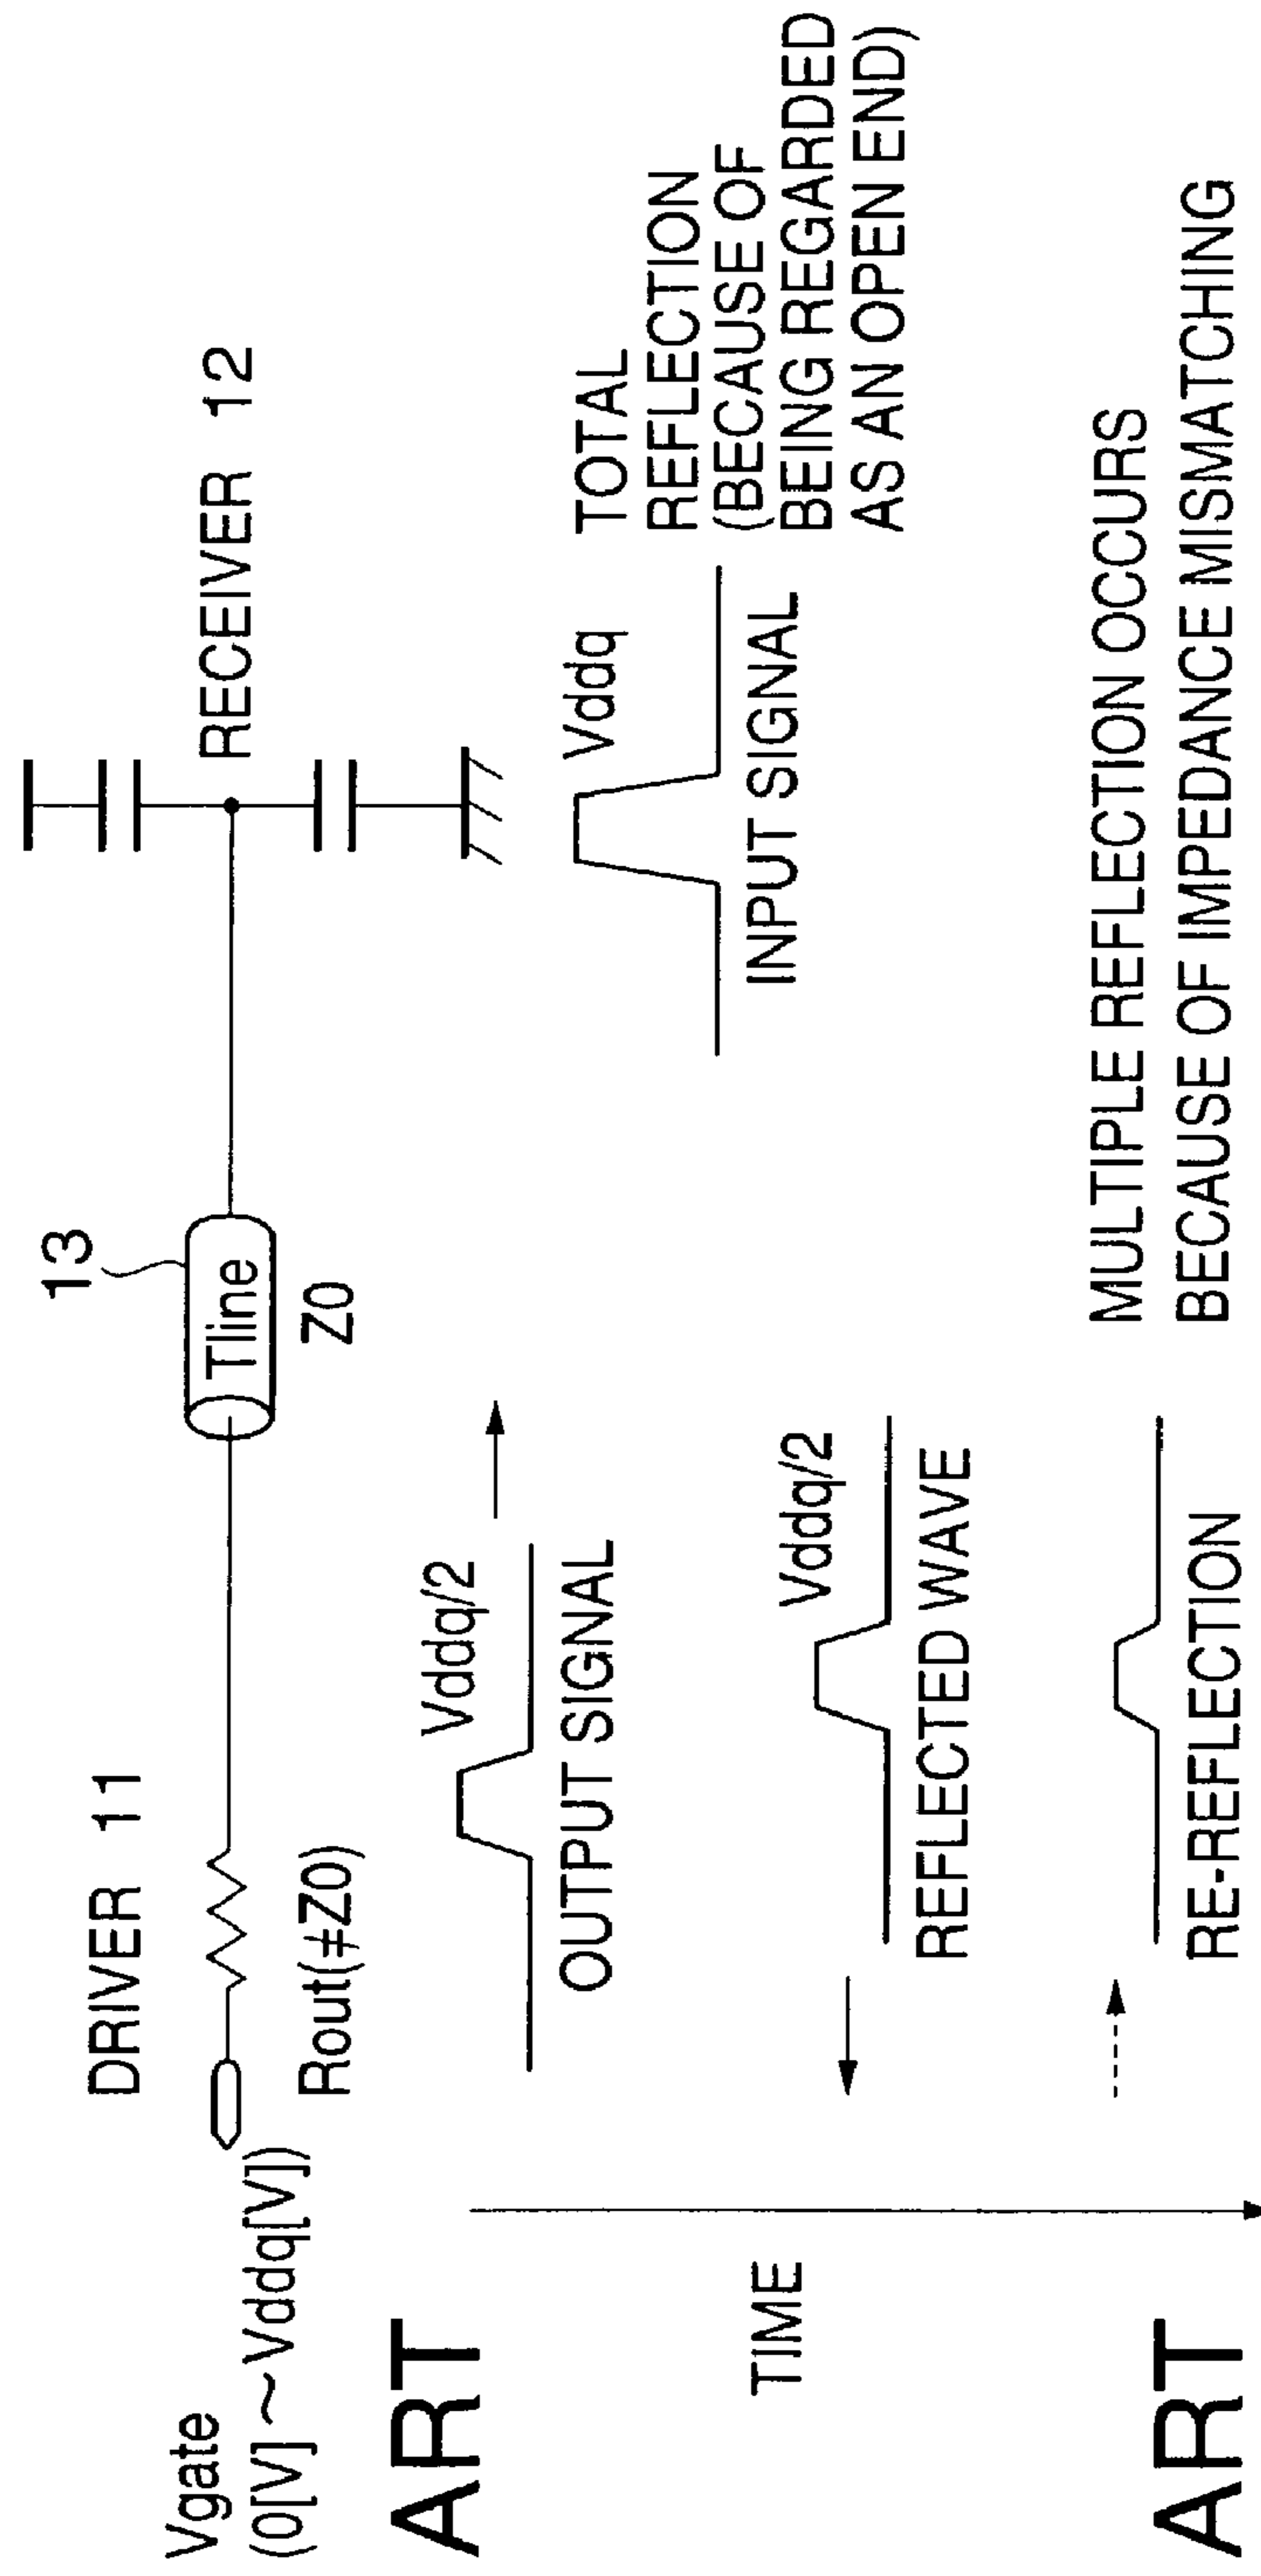 Vgate
(0[V] ~ Vddq[V])
DRIVER 11
Rout(≠Z0)
13
Tline
Z0
RECEIVER 12
ART
Vddq/2
OUTPUT SIGNAL
Vddq
INPUT SIGNAL
TOTAL
REFLECTION
(BECAUSE OF
BEING REGARDED
AS AN OPEN END)
TIME
Vddq/2
REFLECTED WAVE
ART
RE-REFLECTION
MULTIPLE REFLECTION OCCURS
BECAUSE OF IMPEDANCE MISMATCHING